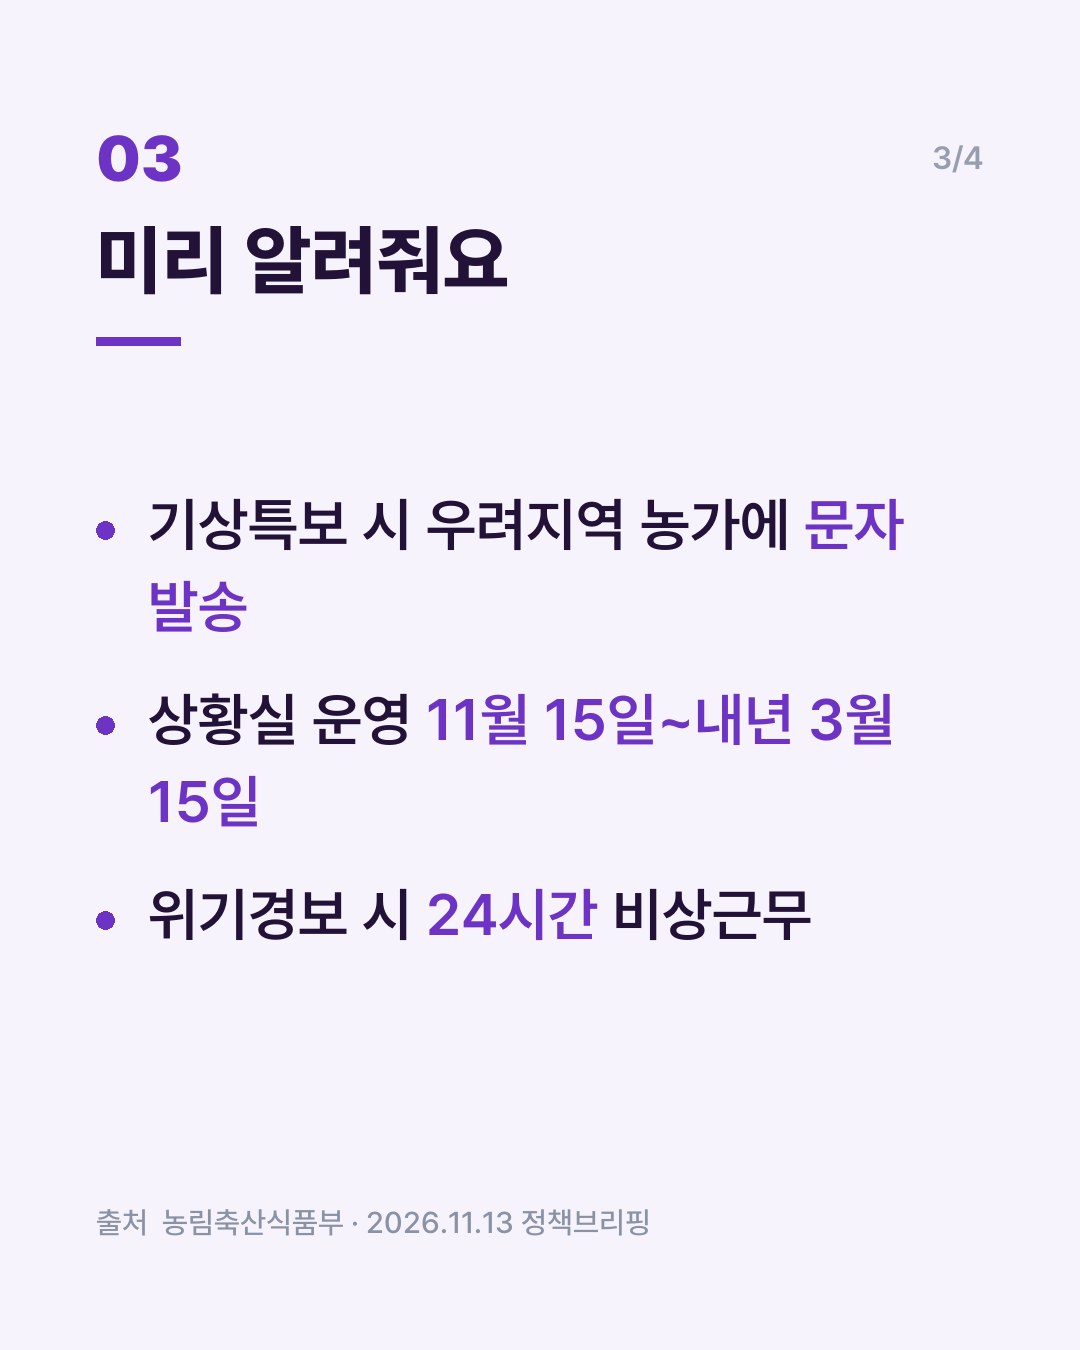 03
3/4
미리 알려줘요
기상특보 시 우려지역 농가에 문자
발송
상황실 운영 11월 15일~내년 3월
15일
위기경보 시 24시간 비상근무
출처 농림축산식품부 · 2026.11.13 정책브리핑